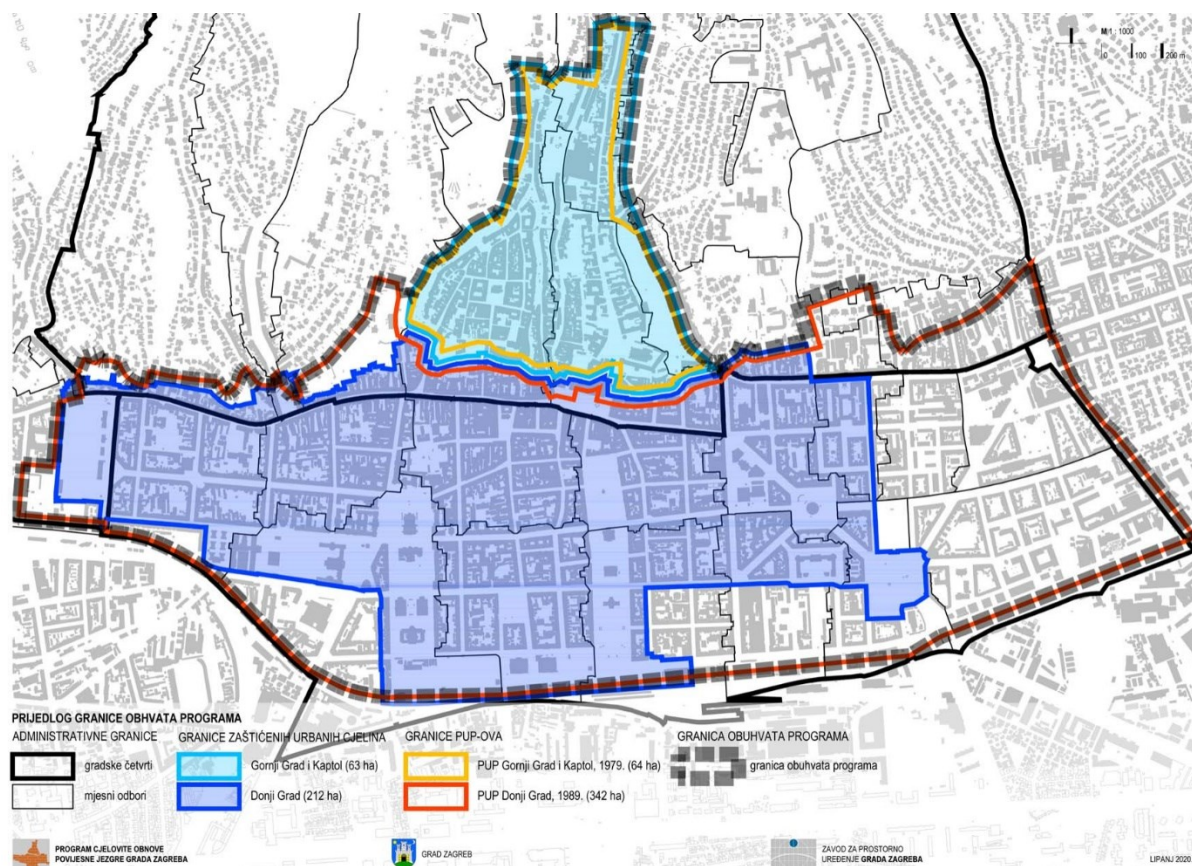 M 1 : 1000
0 100 200 m
PRIJEDLOG GRANICE OBHVATA PROGRAMA
ADMINISTRATIVNE GRANICE
gradske četvrti
mjesni odbori
GRANICE ZAŠTIĆENIH URBANIH CJELINA
Gornji Grad i Kaptol (63 ha)
Donji Grad (212 ha)
GRANICE PUP-OVA
PUP Gornji Grad i Kaptol, 1979. (64 ha)
PUP Donji Grad, 1989. (342 ha)
GRANICA OBUHVATA PROGRAMA
granica obuhvata programa
PROGRAM CJELOVITE OBNOVE
POVIJESNE JEZGRE GRADA ZAGREBA
GRAD ZAGREB
ZAVOD ZA PROSTORNO
UREĐENJE GRADA ZAGREBA
LIPANJ 2020